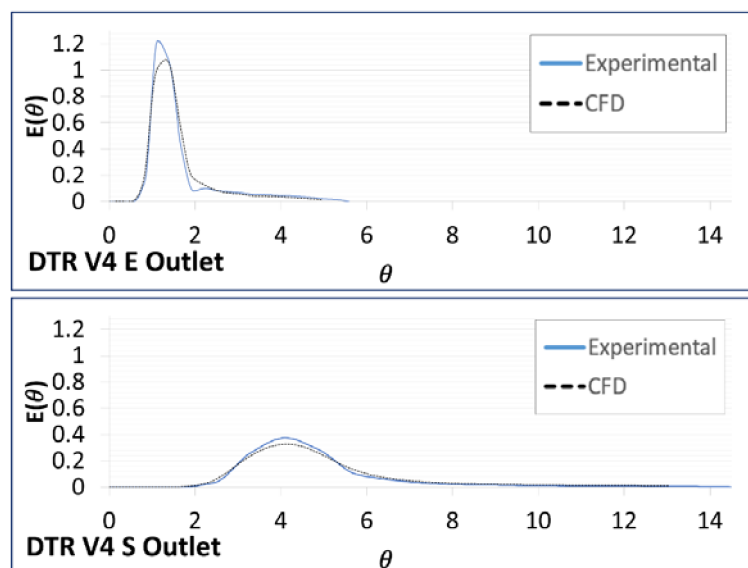 1.2
1
0.8
0.6
0.4
0.2
0
E(θ)
Experimental
CFD
0 2 4 6 8 10 12 14
DTR V4 E Outlet
θ
1.2
1
0.8
0.6
0.4
0.2
0
E(θ)
Experimental
CFD
0 2 4 6 8 10 12 14
DTR V4 S Outlet
θ